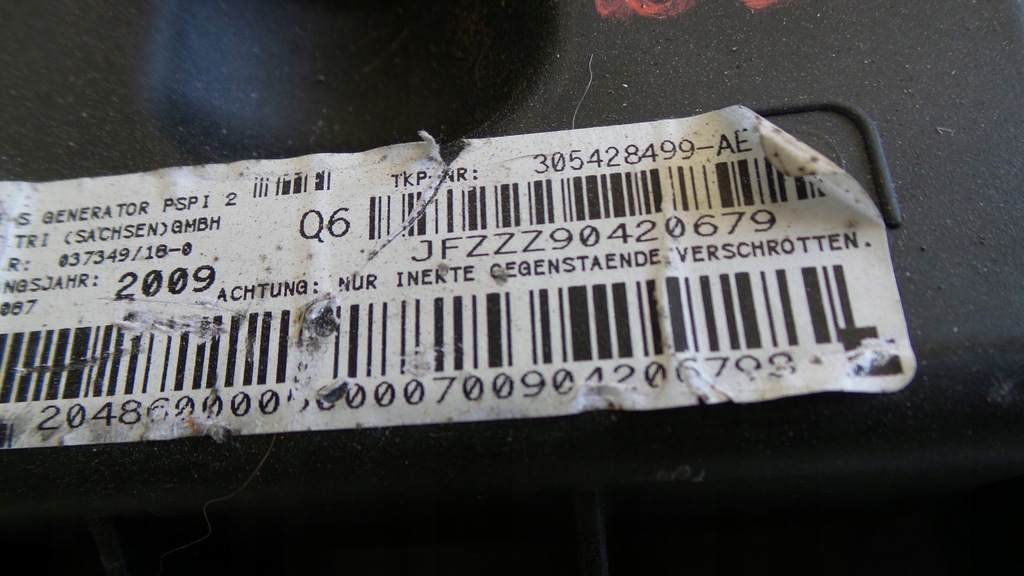 S GENERATOR PSPI 2
TRI (SACHSEN)GMBH
R: 037349/18-0
NGSJAHR: 2009
087
Q6
TKP-NR: 305428499-AE
JFZZZ90420679
ACHTUNG: NUR INERTE GEGENSTAENDE VERSCHROTTEN.